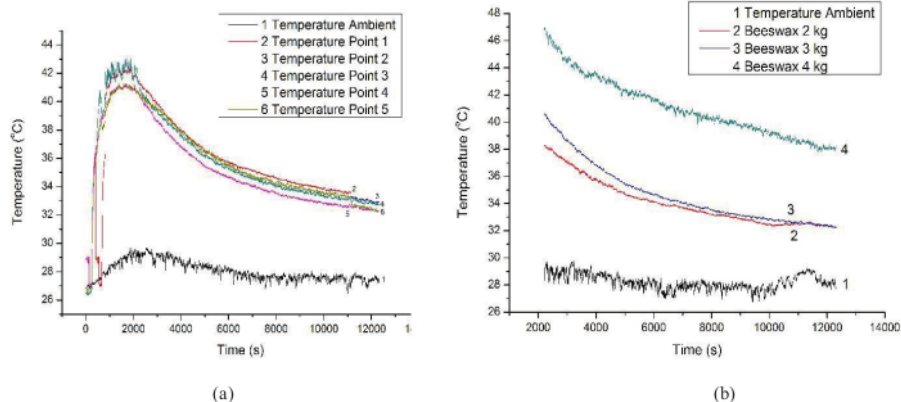 1 Temperature Ambient
2 Temperature Point 1
3 Temperature Point 2
4 Temperature Point 3
5 Temperature Point 4
6 Temperature Point 5
44
42
40
38
36
34
32
30
28
26
Temperature (°C)
2
3
4
5
6
0
2000
4000
6000
8000
10000
12000
Time (s)
(a)
1 Temperature Ambient
2 Beeswax 2 kg
3 Beeswax 3 kg
4 Beeswax 4 kg
48
46
44
42
40
38
36
34
32
30
28
26
Temperature (°C)
4
3
2
1
2000
4000
6000
8000
10000
12000
14000
Time (s)
(b)